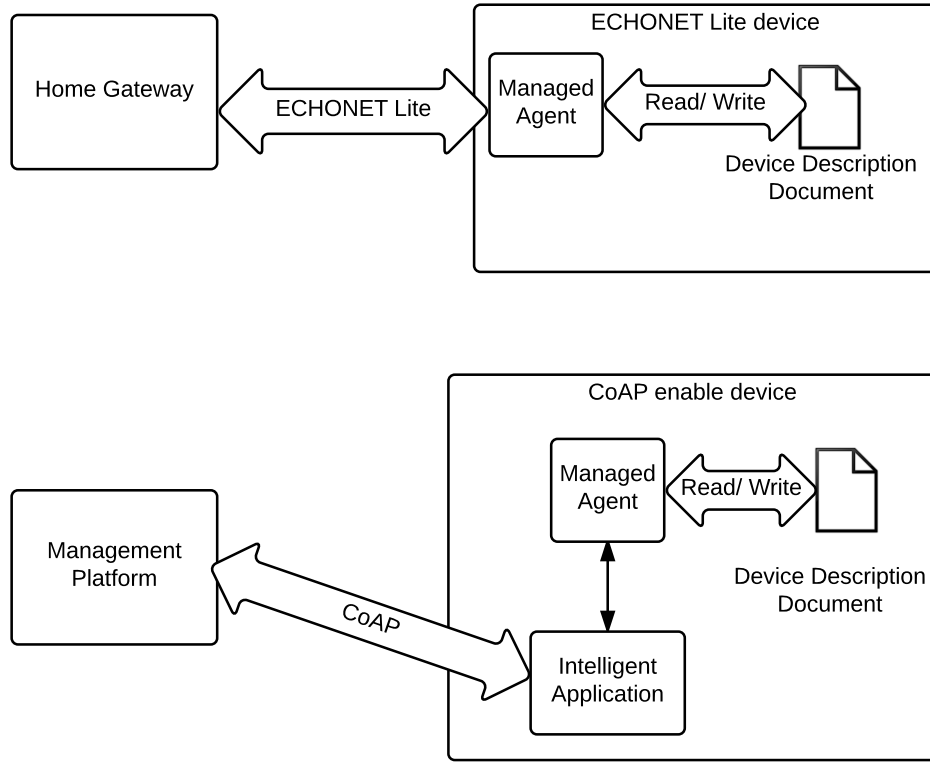 ECHONET Lite device
Home Gateway
ECHONET Lite
Managed
Agent
Read/ Write
Device Description
Document
CoAP enable device
Managed
Agent
Read/ Write
Device Description
Document
Management
Platform
CoAP
Intelligent
Application